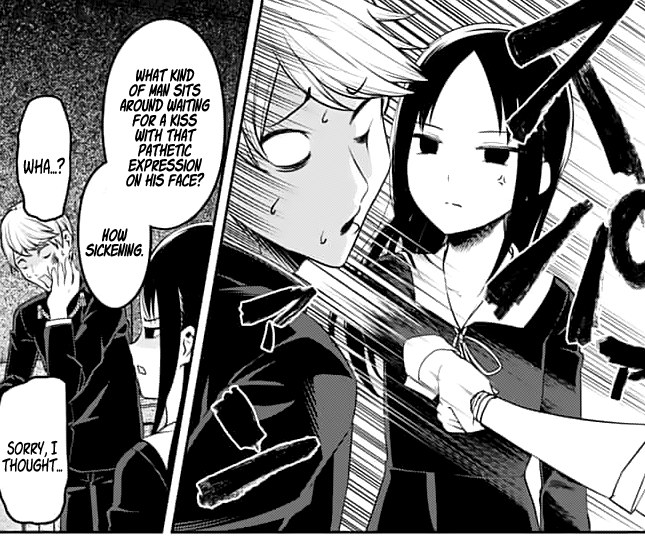 WHAT KIND
OF MAN SITS
AROUND WAITING
FOR A KISS
WITH THAT
PATHETIC
EXPRESSION
ON HIS FACE?
HOW
SICKENING.
WHA...?
SORRY, I
THOUGHT...